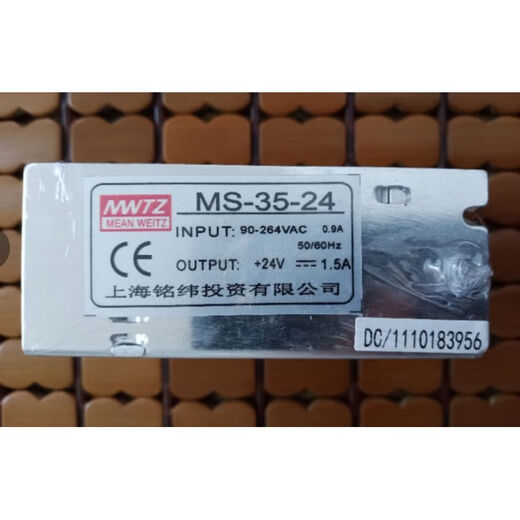 MWTZ
MEAN WEITZ
MS-35-24
INPUT: 90-264VAC 0.9A
50/60Hz
CE
OUTPUT: +24V ⎓ 1.5A
上海铭纬投资有限公司
DC/1110183956